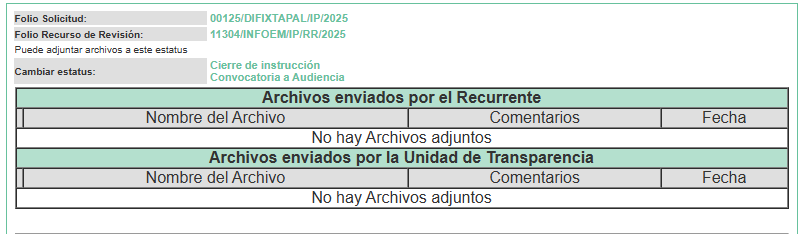 Folio Solicitud: 00125/DIFIXTAPAL/IP/2025
Folio Recurso de Revisión: 11304/INFOEM/IP/RR/2025
Puede adjuntar archivos a este estatus
Cambiar estatus: Cierre de instrucción
Convocatoria a Audiencia
Archivos enviados por el Recurrente
Nombre del Archivo Comentarios Fecha
No hay Archivos adjuntos
Archivos enviados por la Unidad de Transparencia
Nombre del Archivo Comentarios Fecha
No hay Archivos adjuntos